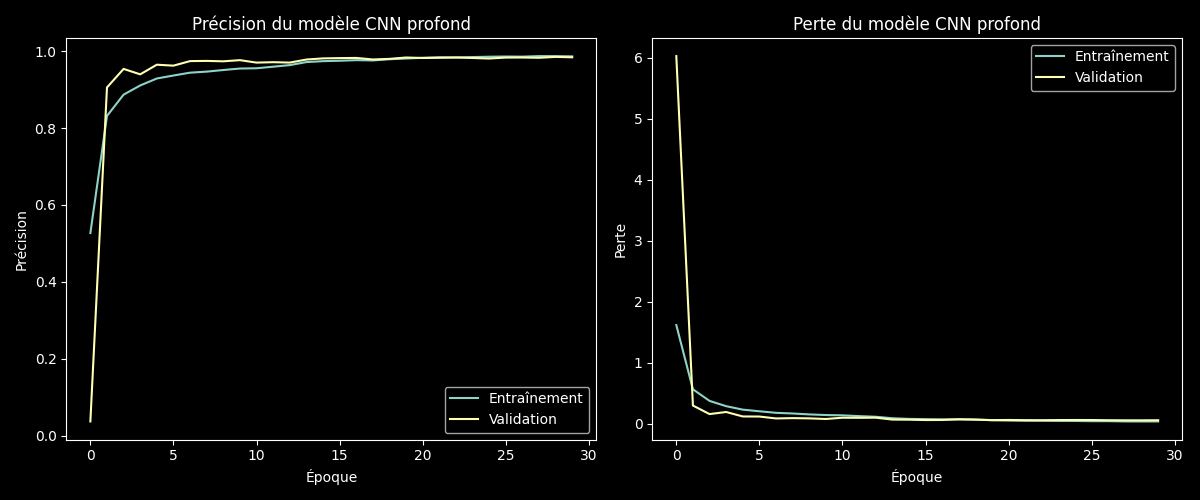 Précision du modèle CNN profond
1.0
0.8
0.6
0.4
0.2
0.0
Précision
0 5 10 15 20 25 30
Époque
Entraînement
Validation
Perte du modèle CNN profond
6
5
4
3
2
1
0
Perte
0 5 10 15 20 25 30
Époque
Entraînement
Validation